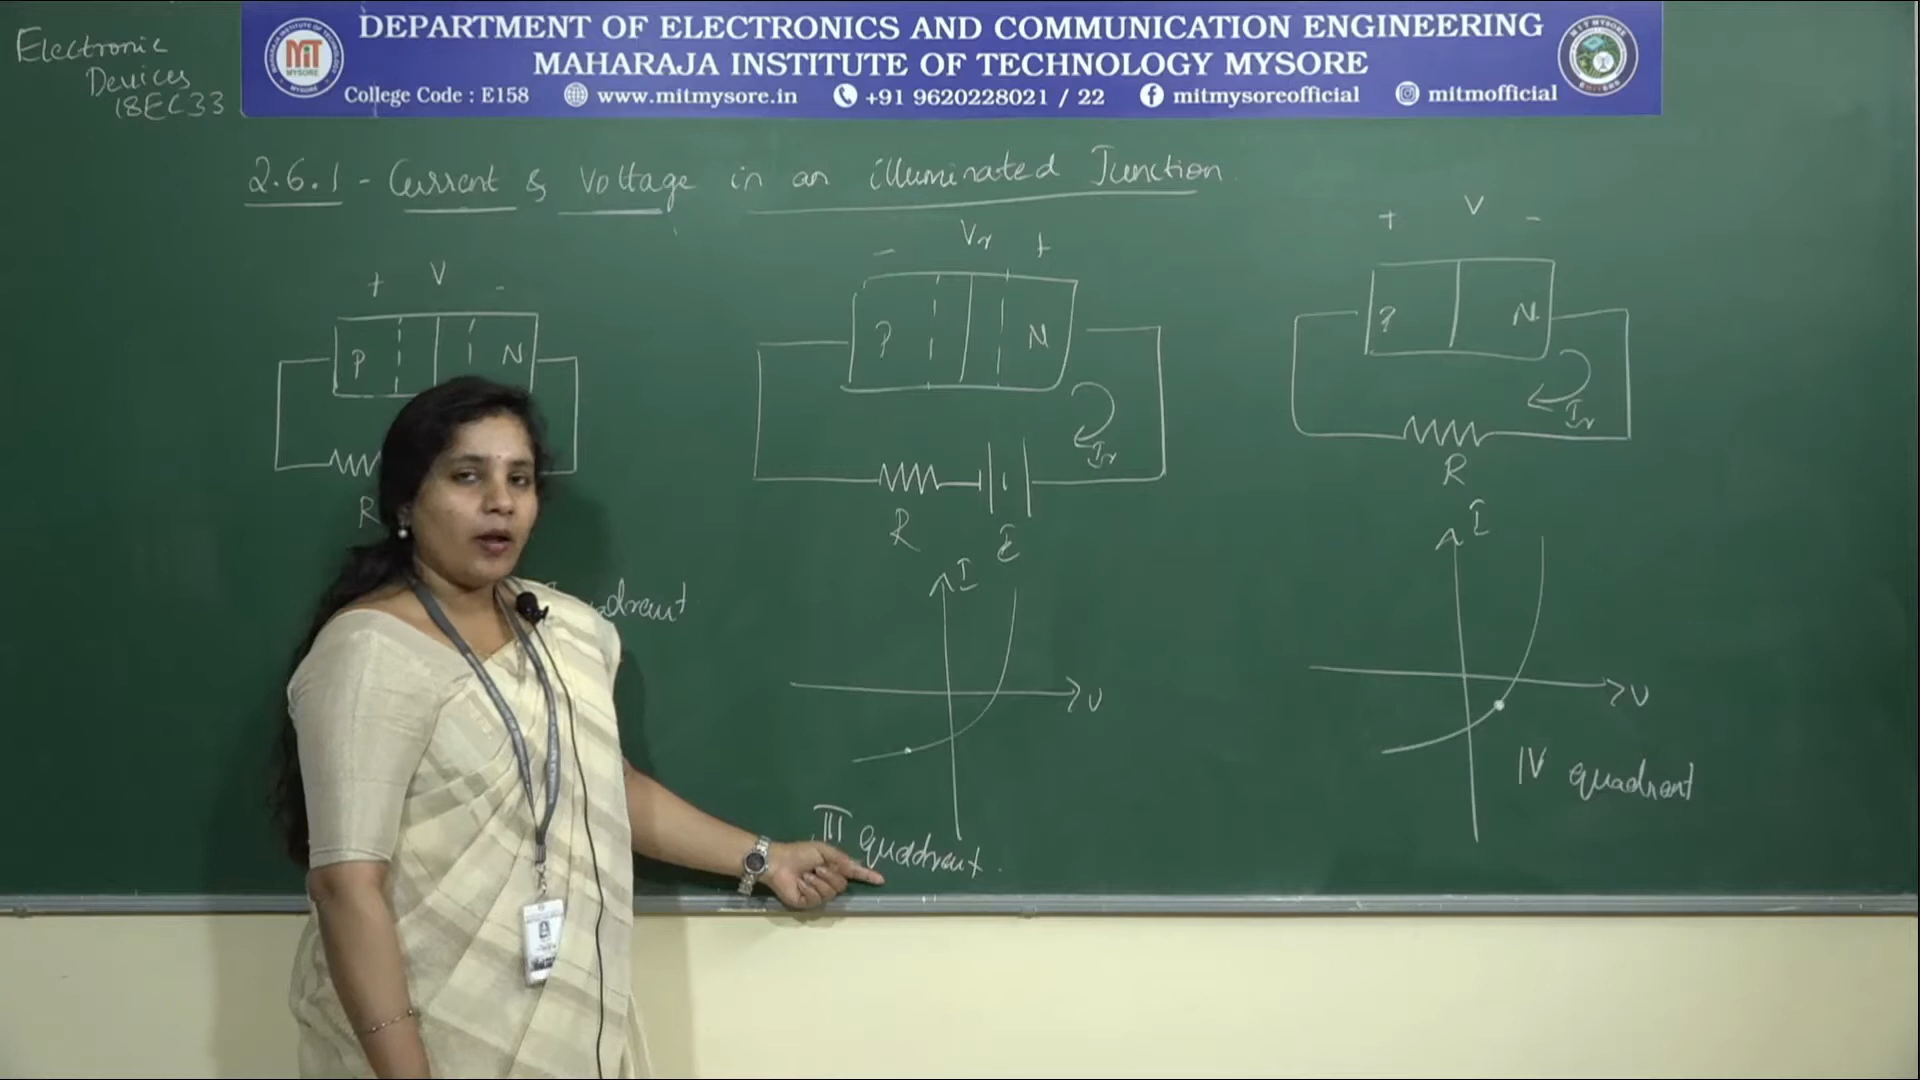 Electronic
Devices
18EC33
DEPARTMENT OF ELECTRONICS AND COMMUNICATION ENGINEERING
MAHARAJA INSTITUTE OF TECHNOLOGY MYSORE
College Code : E158 www.mitmysore.in +91 9620228021 / 22 mitmysoreofficial mitmofficial
MIT
MYSORE
2.6.1 - Current & Voltage in an illuminated Junction.
+ V -
P N
R
- Vr +
P N
Ir
R E
I
V
III quadrant.
+ V -
P N
Ir
R
I
V
IV quadrant